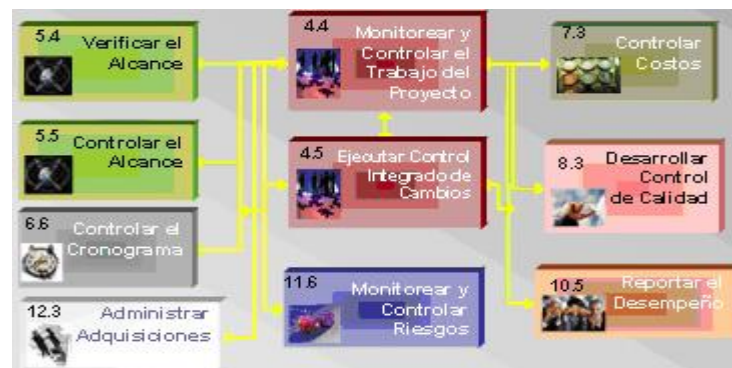 5.4 Verificar el
Alcance
5.5 Controlar el
Alcance
6.6 Controlar el
Cronograma
12.3 Administrar
Adquisiciones
4.4 Monitorear y
Controlar el
Trabajo del
Proyecto
4.5 Ejecutar Control
Integrado de
Cambios
11.6 Monitorear y
Controlar
Riesgos
7.3 Controlar
Costos
8.3 Desarrollar
Control
de Calidad
10.5 Reportar el
Desempeño